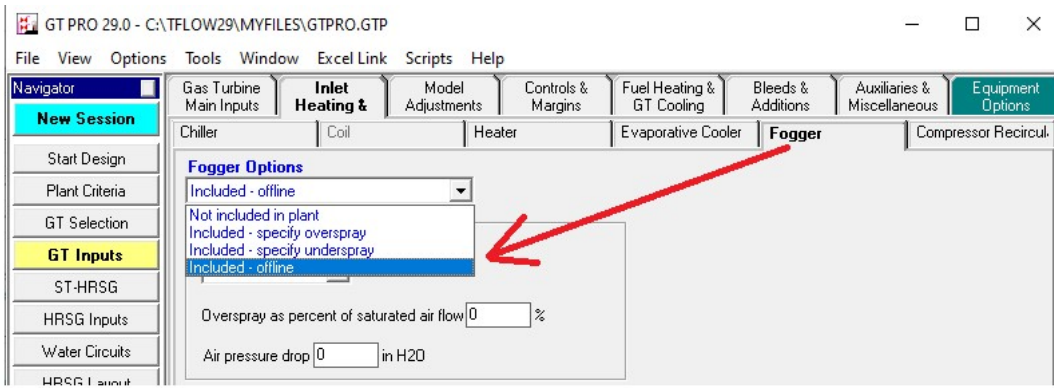 GT PRO 29.0 - C:\TFLOW29\MYFILES\GTPRO.GTP
File View Options Tools Window Excel Link Scripts Help
Navigator
New Session
Start Design
Plant Criteria
GT Selection
GT Inputs
ST-HRSG
HRSG Inputs
Water Circuits
HRSG Layout
Gas Turbine
Main Inputs
Inlet
Heating &
Model
Adjustments
Controls &
Margins
Fuel Heating &
GT Cooling
Bleeds &
Additions
Auxiliaries &
Miscellaneous
Equipment
Options
Chiller
Coil
Heater
Evaporative Cooler
Fogger
Compressor Recircul
Fogger Options
Included - offline
Not included in plant
Included - specify overspray
Included - specify underspray
Included - offline
Overspray as percent of saturated air flow 0 %
Air pressure drop 0 in H2O